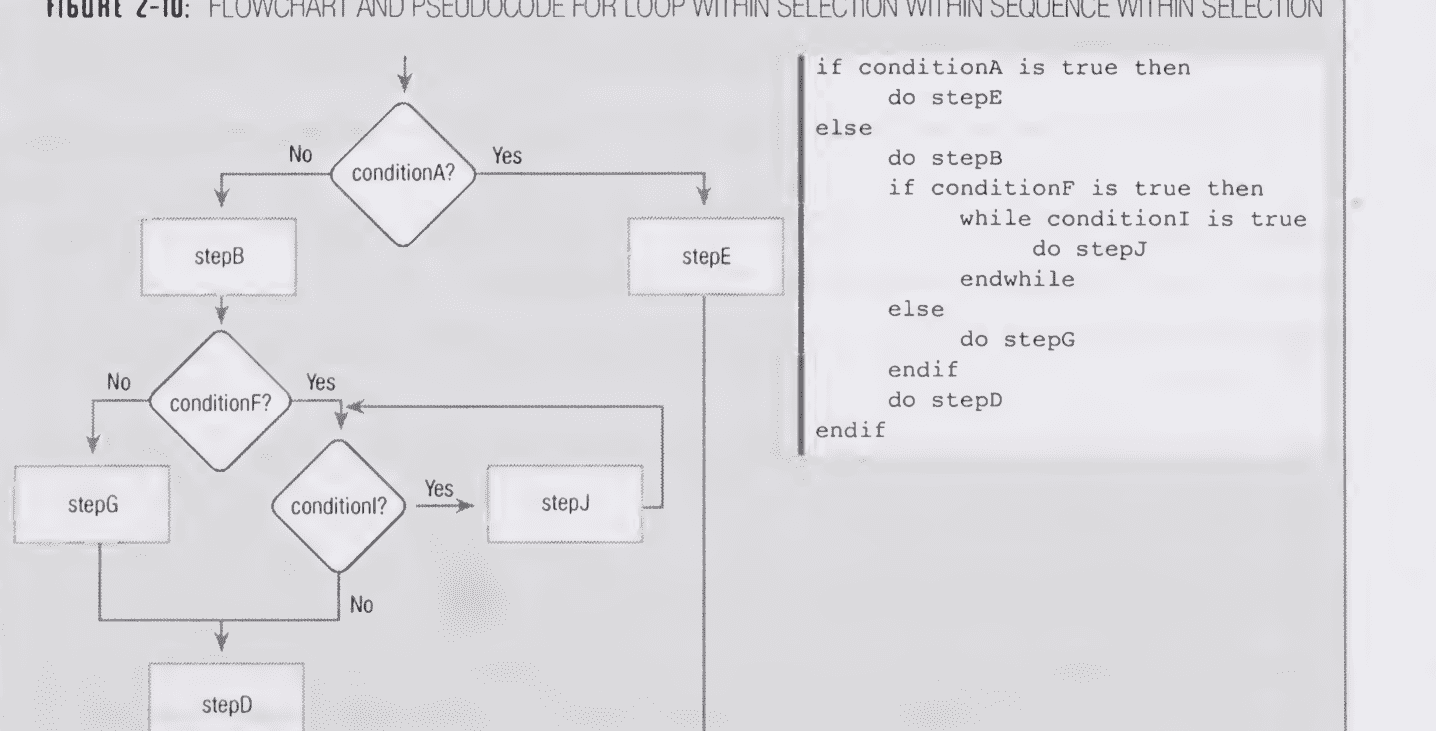 FIGURE 2-10: FLOWCHART AND PSEUDOCODE FOR LOOP WITHIN SELECTION WITHIN SEQUENCE WITHIN SELECTION
conditionA?
No
Yes
stepB
stepE
conditionF?
No
Yes
stepG
conditionI?
Yes
stepJ
No
stepD
if conditionA is true then
do stepE
else
do stepB
if conditionF is true then
while conditionI is true
do stepJ
endwhile
else
do stepG
endif
do stepD
endif